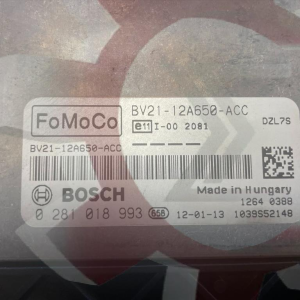 FoMoCo
BV21-12A650-ACC
e11 I-00 2081
DZL7S
BV21-12A650-ACC
BOSCH
Made in Hungary
1264 0388
0 281 018 993
12-01-13 1039S52148